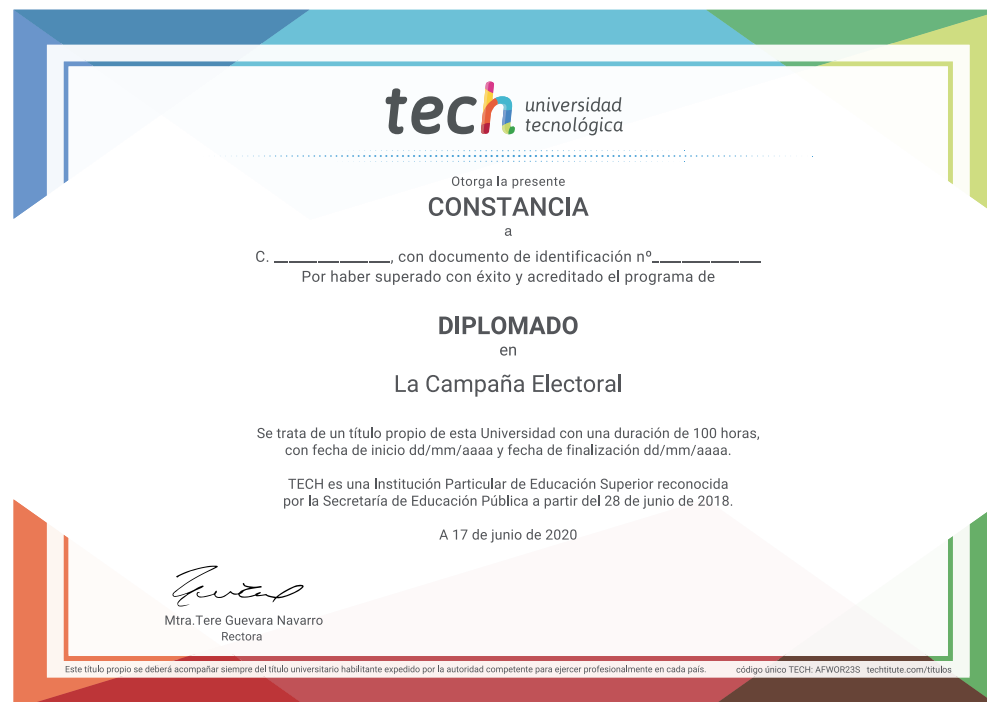 tech universidad
tecnológica
Otorga la presente
CONSTANCIA
a
C. ______________, con documento de identificación nº_____________
Por haber superado con éxito y acreditado el programa de
DIPLOMADO
en
La Campaña Electoral
Se trata de un título propio de esta Universidad con una duración de 100 horas,
con fecha de inicio dd/mm/aaaa y fecha de finalización dd/mm/aaaa.
TECH es una Institución Particular de Educación Superior reconocida
por la Secretaría de Educación Pública a partir del 28 de junio de 2018.
A 17 de junio de 2020
Mtra.Tere Guevara Navarro
Rectora
Este título propio se deberá acompañar siempre del título universitario habilitante expedido por la autoridad competente para ejercer profesionalmente en cada país. código único TECH: AFWOR23S techtitute.com/titulos